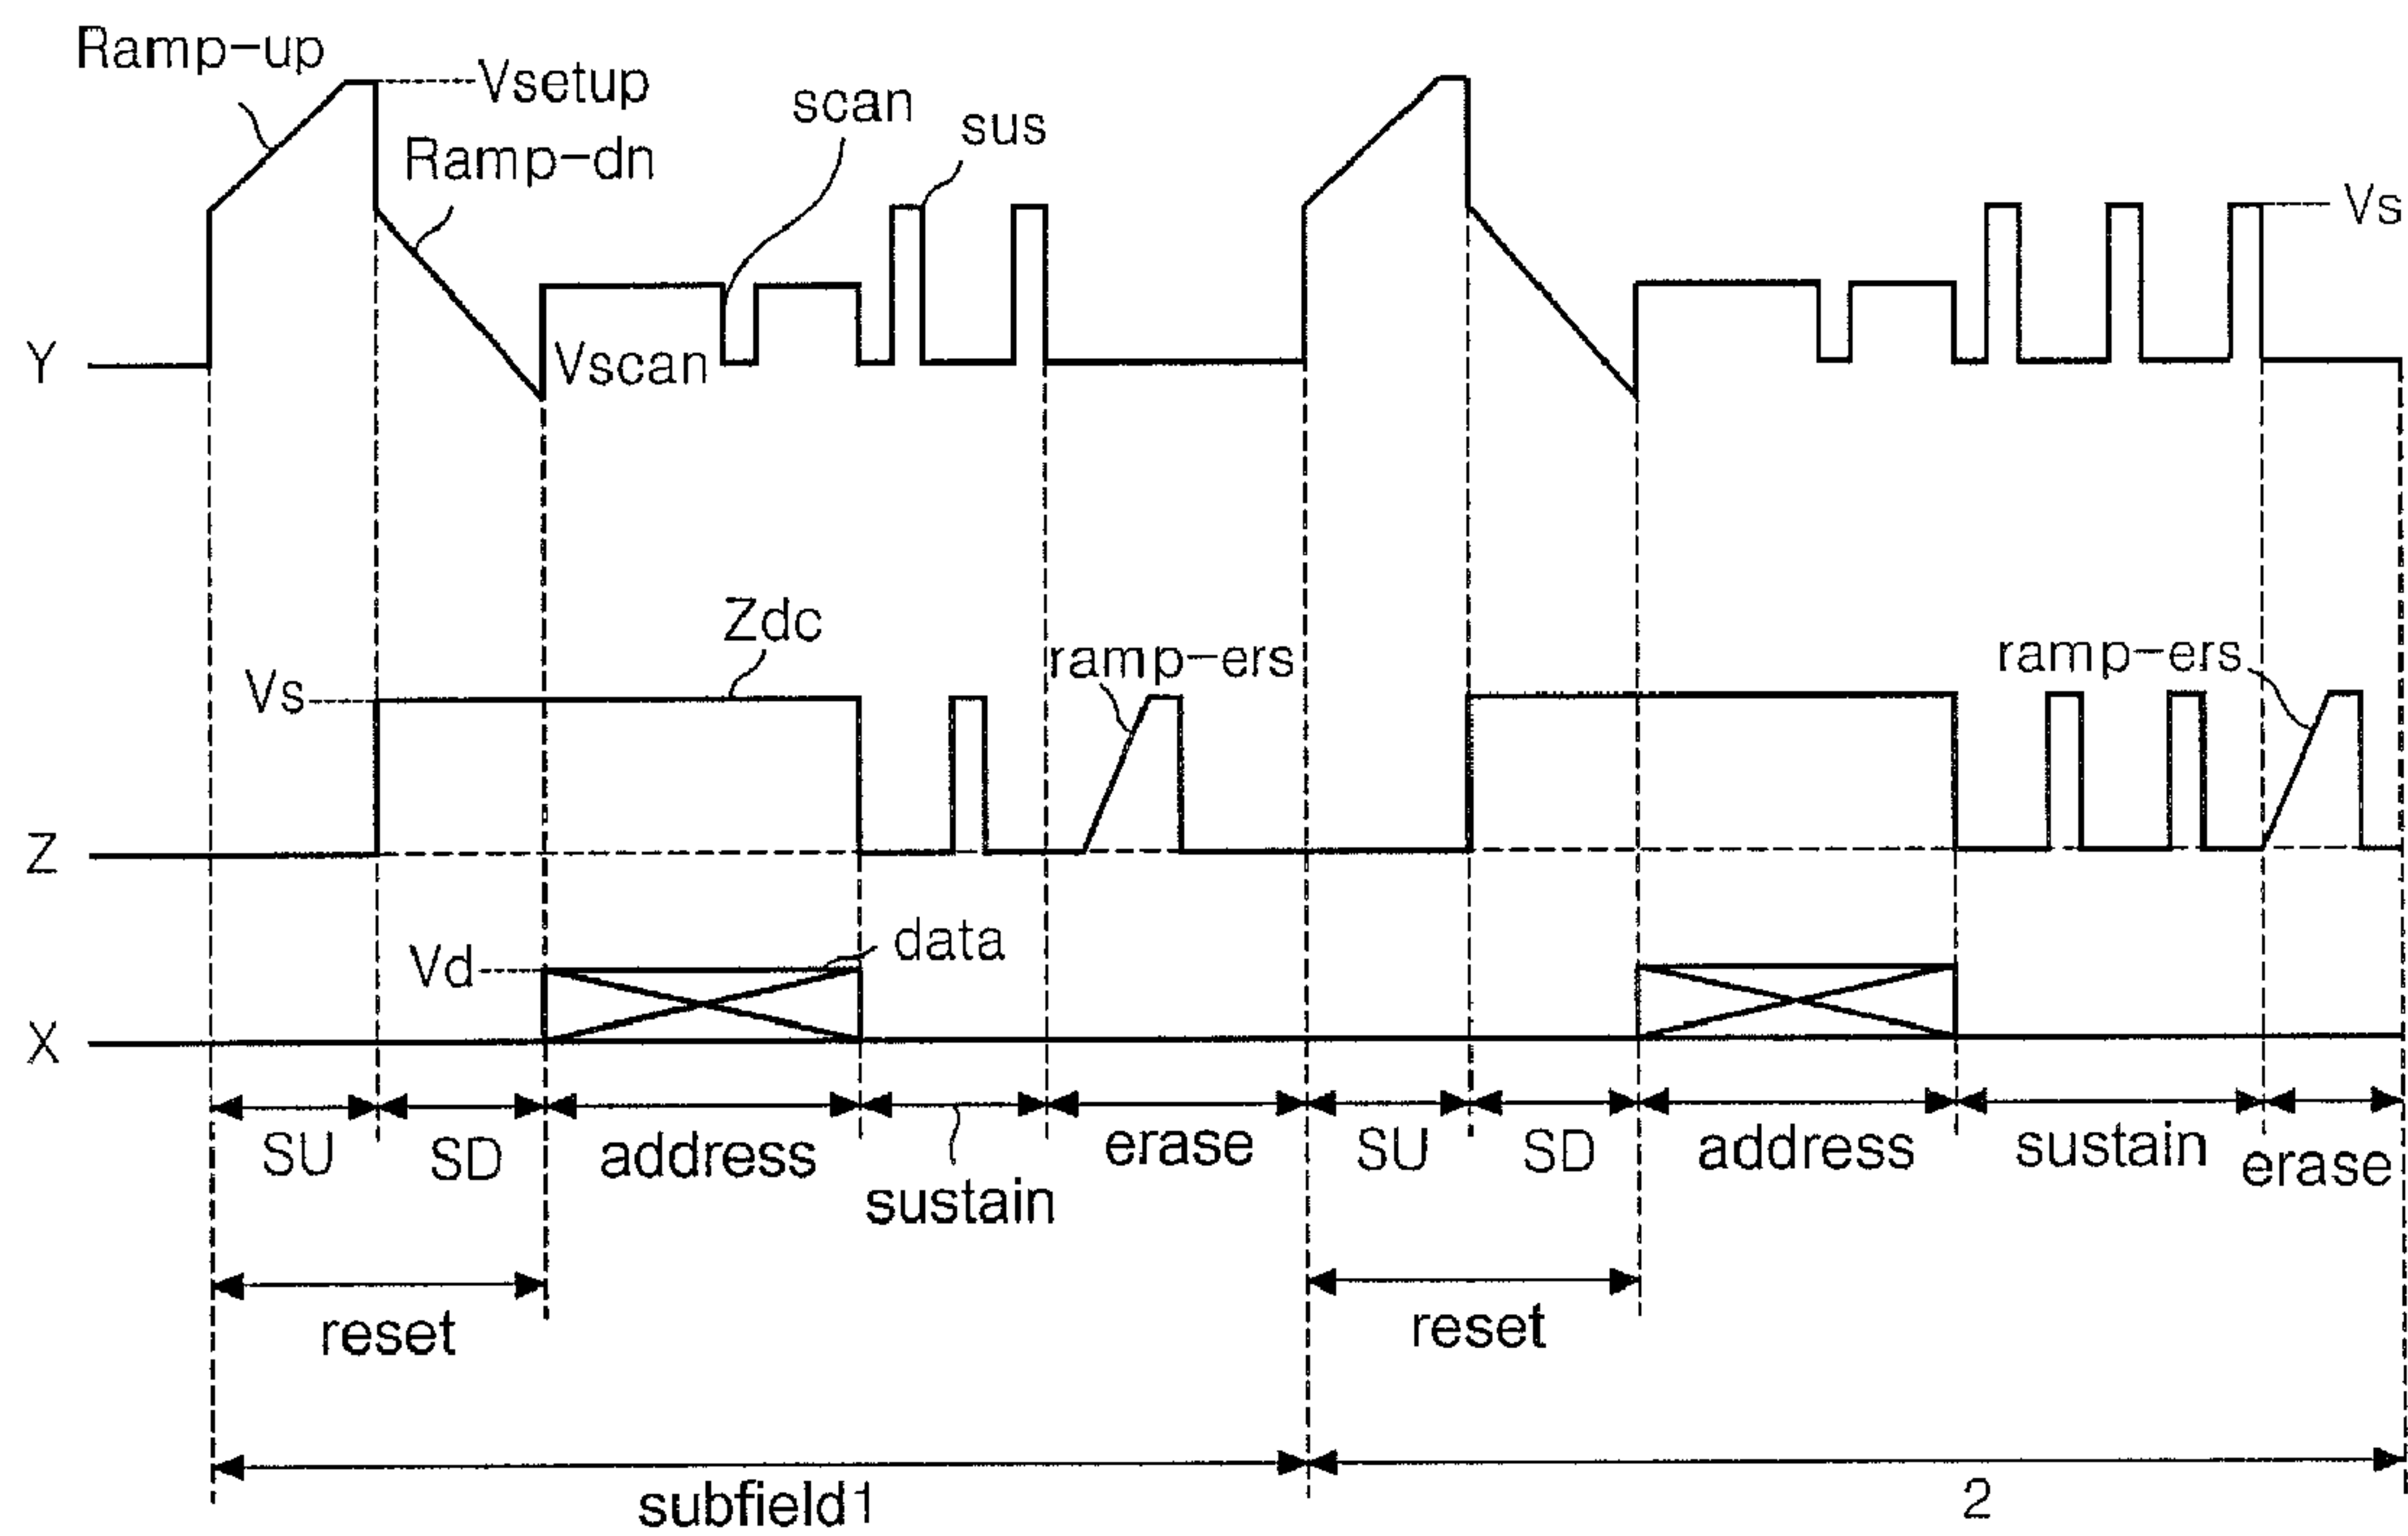 Ramp-up
Vsetup
scan
sus
Ramp-dn
Vs
Y
Vscan
Zdc
ramp-ers
ramp-ers
Vs
Z
data
Vd
X
SU
SD
address
sustain
erase
SU
SD
address
sustain
erase
reset
reset
subfield1
2